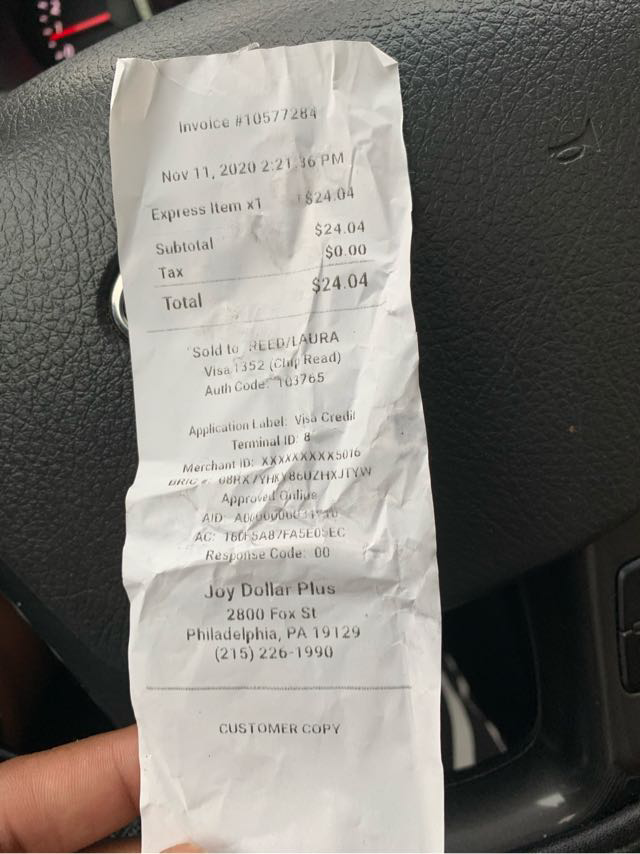 Invoice #10577284
Nov 11, 2020 2:21:36 PM
Express Item x1 $24.04
Subtotal $24.04
Tax $0.00
Total $24.04
Sold to REED/LAURA
Visa 1352 (Chip Read)
Auth Code: 103765
Application Label: Visa Credit
Terminal ID: 8
Merchant ID: XXXXXXXXX5016
Approved Online
AID:
AC:
Response Code: 00
Joy Dollar Plus
2800 Fox St
Philadelphia, PA 19129
(215) 226-1990
CUSTOMER COPY